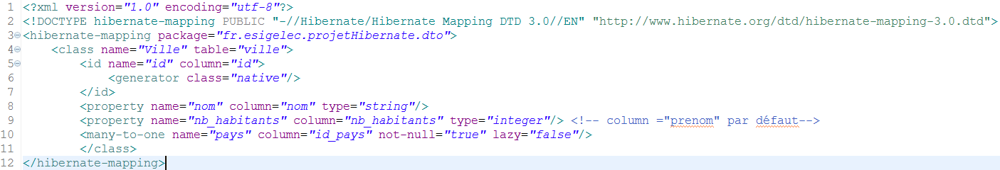 1 <?xml version="1.0" encoding="utf-8"?>
2 <!DOCTYPE hibernate-mapping PUBLIC "-//Hibernate/Hibernate Mapping DTD 3.0//EN" "http://www.hibernate.org/dtd/hibernate-mapping-3.0.dtd">
3 <hibernate-mapping package="fr.esigelec.projetHibernate.dto">
4     <class name="Ville" table="ville">
5         <id name="id" column="id">
6             <generator class="native"/>
7         </id>
8         <property name="nom" column="nom" type="string"/>
9         <property name="nb_habitants" column="nb_habitants" type="integer"/> <!-- column ="prenom" par défaut-->
10         <many-to-one name="pays" column="id_pays" not-null="true" lazy="false"/>
11         </class>
12 </hibernate-mapping>